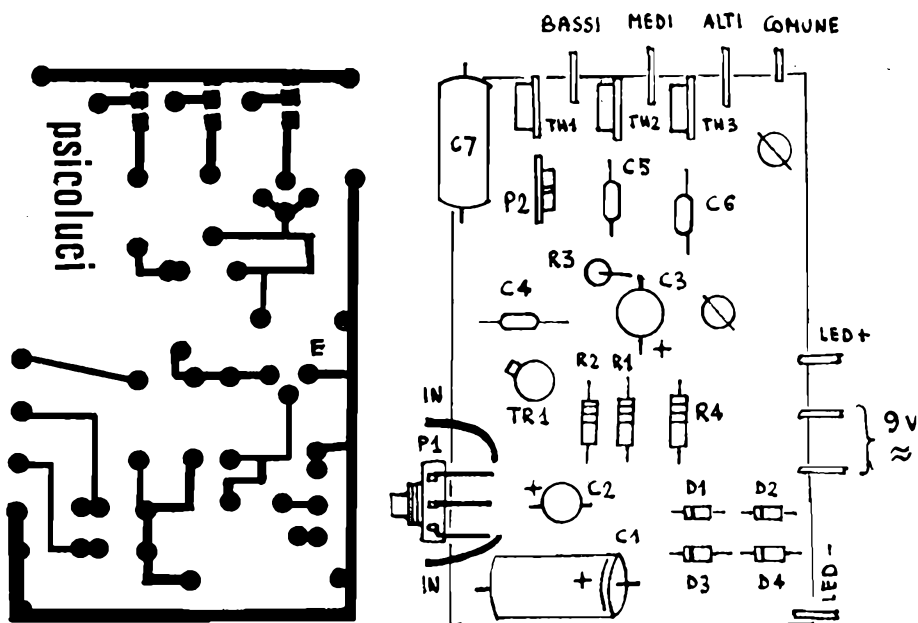 BASSI MEDI ALTI COMUNE
psicoluci
E
C7
TH1
TH2
TH3
P2
C5
C6
R3
C3
C4
+
LED+
TR1
R2
R1
R4
IN
P1
9V
≈
+
C2
D1
D2
C1
+
D3
D4
IN
LED-